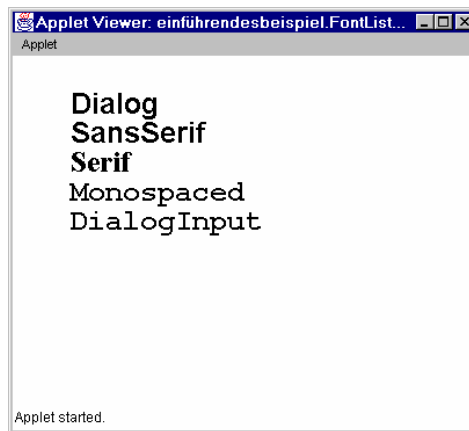 Applet Viewer: einführendesbeispiel.FontList...
Applet
Dialog
SansSerif
Serif
Monospaced
DialogInput
Applet started.